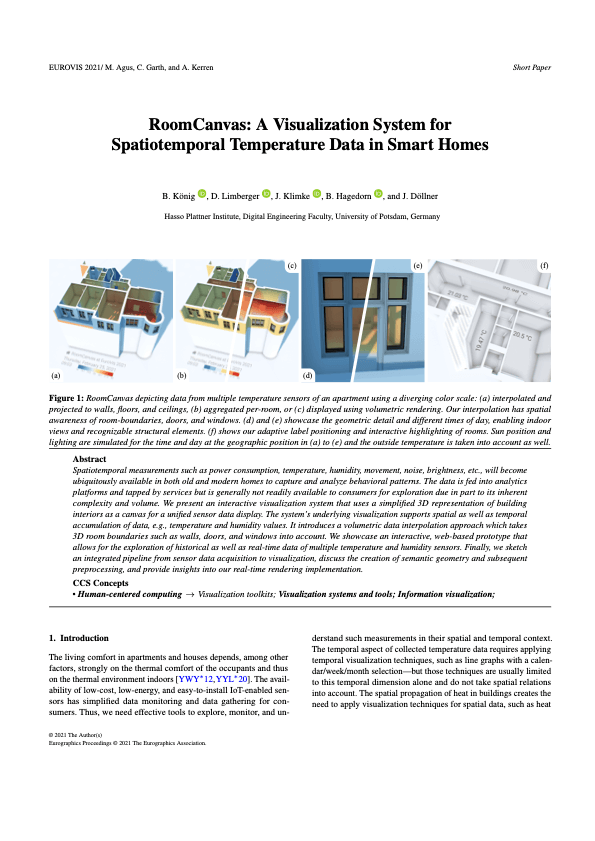 EUROVIS 2021/ M. Agus, C. Garth, and A. Kerren
Short Paper
RoomCanvas: A Visualization System for
Spatiotemporal Temperature Data in Smart Homes
B. König, D. Limberger, J. Klimke, B. Hagedorn, and J. Döllner
Hasso Plattner Institute, Digital Engineering Faculty, University of Potsdam, Germany
(a)
(b)
(c)
(d)
(e)
(f)
19.47 °C
20.5 °C
Figure 1: RoomCanvas depicting data from multiple temperature sensors of an apartment using a diverging color scale: (a) interpolated and
projected to walls, floors, and ceilings, (b) aggregated per-room, or (c) displayed using volumetric rendering. Our interpolation has spatial
awareness of room-boundaries, doors, and windows. (d) and (e) showcase the geometric detail and different times of day, enabling indoor
views and recognizable structural elements. (f) shows our adaptive label positioning and interactive highlighting of rooms. Sun position and
lighting are simulated for the time and day at the geographic position in (a) to (e) and the outside temperature is taken into account as well.
Abstract
Spatiotemporal measurements such as power consumption, temperature, humidity, movement, noise, brightness, etc., will become
ubiquitously available in both old and modern homes to capture and analyze behavioral patterns. The data is fed into analytics
platforms and tapped by services but is generally not readily available to consumers for exploration due in part to its inherent
complexity and volume. We present an interactive visualization system that uses a simplified 3D representation of building
interiors as a canvas for a unified sensor data display. The system's underlying visualization supports spatial as well as temporal
accumulation of data, e.g., temperature and humidity values. It introduces a volumetric data interpolation approach which takes
3D room boundaries such as walls, doors, and windows into account. We showcase an interactive, web-based prototype that
allows for the exploration of historical as well as real-time data of multiple temperature and humidity sensors. Finally, we sketch
an integrated pipeline from sensor data acquisition to visualization, discuss the creation of semantic geometry and subsequent
preprocessing, and provide insights into our real-time rendering implementation.
CCS Concepts
• Human-centered computing → Visualization toolkits; Visualization systems and tools; Information visualization;
1. Introduction
The living comfort in apartments and houses depends, among other
factors, strongly on the thermal comfort of the occupants and thus
on the thermal environment indoors [YWY*12, YYL*20]. The avail-
ability of low-cost, low-energy, and easy-to-install IoT-enabled sen-
sors has simplified data monitoring and data gathering for con-
sumers. Thus, we need effective tools to explore, monitor, and un-
derstand such measurements in their spatial and temporal context.
The temporal aspect of collected temperature data requires applying
temporal visualization techniques, such as line graphs with a calen-
dar/week/month selection—but those techniques are usually limited
to this temporal dimension alone and do not take spatial relations
into account. The spatial propagation of heat in buildings creates the
need to apply visualization techniques for spatial data, such as heat
© 2021 The Author(s)
Eurographics Proceedings © 2021 The Eurographics Association.